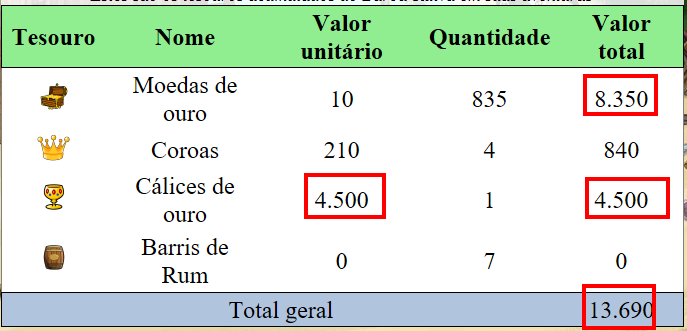 Tesouro Nome Valor unitário Quantidade Valor total
Moedas de ouro 10 835 8.350
Coroas 210 4 840
Cálices de ouro 4.500 1 4.500
Barris de Rum 0 7 0
Total geral 13.690